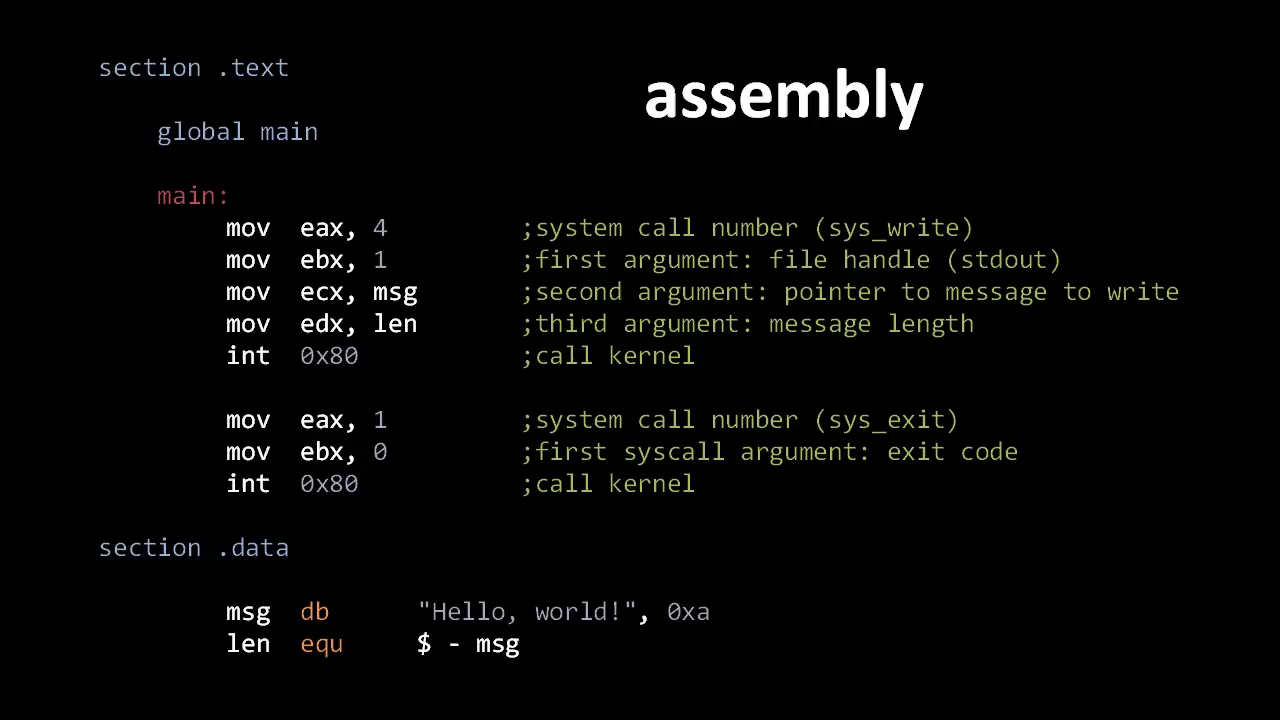 assembly
section .text
global main
main:
mov eax, 4 ;system call number (sys_write)
mov ebx, 1 ;first argument: file handle (stdout)
mov ecx, msg ;second argument: pointer to message to write
mov edx, len ;third argument: message length
int 0x80 ;call kernel
mov eax, 1 ;system call number (sys_exit)
mov ebx, 0 ;first syscall argument: exit code
int 0x80 ;call kernel
section .data
msg db "Hello, world!", 0xa
len equ $ - msg